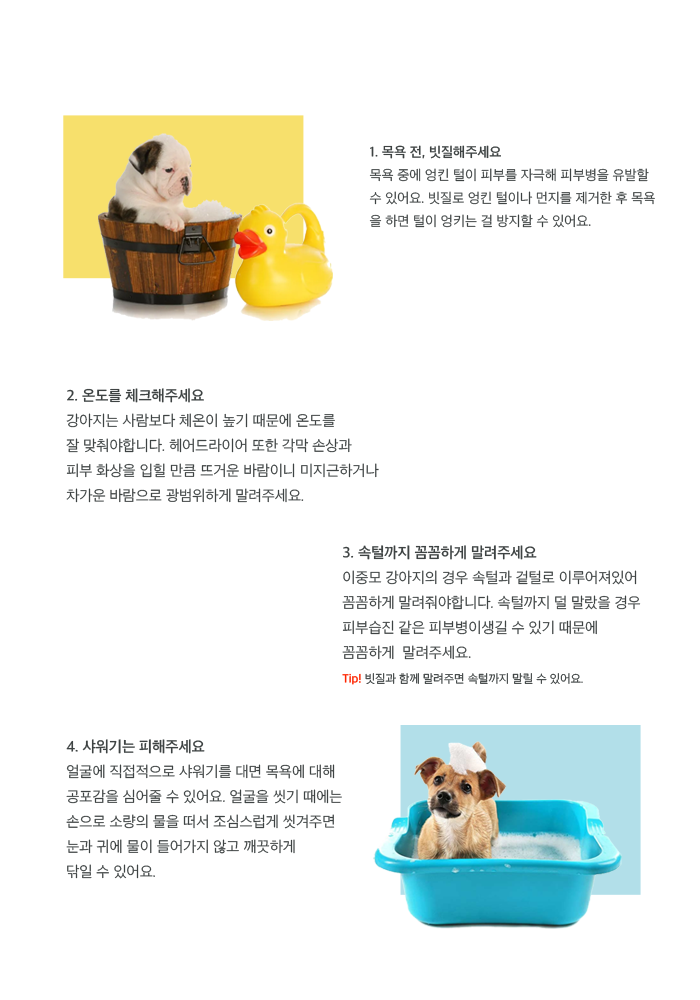 1. 목욕 전, 빗질해주세요
목욕 중에 엉킨 털이 피부를 자극해 피부병을 유발할
수 있어요. 빗질로 엉킨 털이나 먼지를 제거한 후 목욕
을 하면 털이 엉키는 걸 방지할 수 있어요.
2. 온도를 체크해주세요
강아지는 사람보다 체온이 높기 때문에 온도를
잘 맞춰야합니다. 헤어드라이어 또한 각막 손상과
피부 화상을 입힐 만큼 뜨거운 바람이니 미지근하거나
차가운 바람으로 광범위하게 말려주세요.
3. 속털까지 꼼꼼하게 말려주세요
이중모 강아지의 경우 속털과 겉털로 이루어져있어
꼼꼼하게 말려줘야합니다. 속털까지 덜 말랐을 경우
피부습진 같은 피부병이생길 수 있기 때문에
꼼꼼하게  말려주세요.
Tip! 빗질과 함께 말려주면 속털까지 말릴 수 있어요.
4. 샤워기는 피해주세요
얼굴에 직접적으로 샤워기를 대면 목욕에 대해
공포감을 심어줄 수 있어요. 얼굴을 씻기 때에는
손으로 소량의 물을 떠서 조심스럽게 씻겨주면
눈과 귀에 물이 들어가지 않고 깨끗하게
닦일 수 있어요.